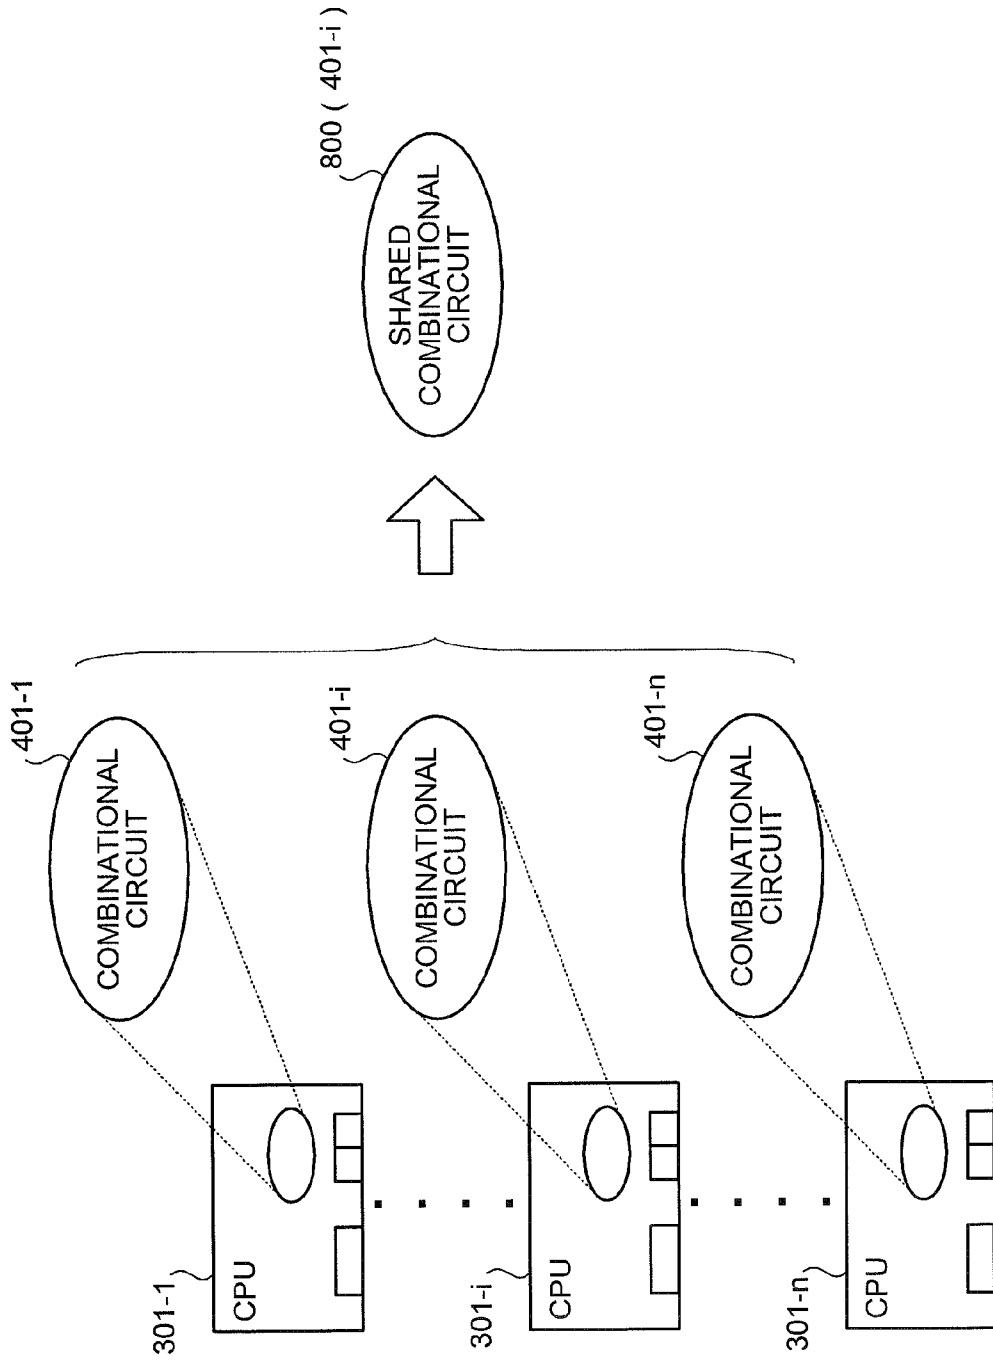 301-1
CPU
401-1
COMBINATIONAL
CIRCUIT
301-i
CPU
401-i
COMBINATIONAL
CIRCUIT
301-n
CPU
401-n
COMBINATIONAL
CIRCUIT
800 ( 401-i )
SHARED
COMBINATIONAL
CIRCUIT